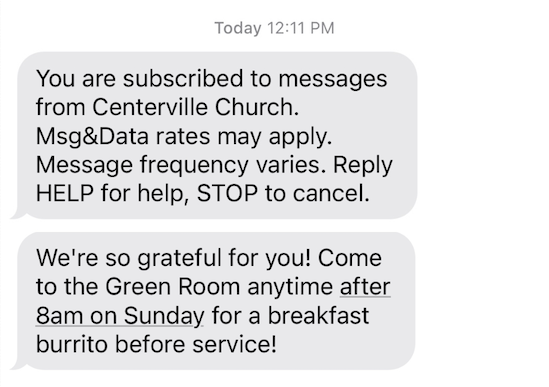 Today 12:11 PM
You are subscribed to messages
from Centerville Church.
Msg&Data rates may apply.
Message frequency varies. Reply
HELP for help, STOP to cancel.
We're so grateful for you! Come
to the Green Room anytime after
8am on Sunday for a breakfast
burrito before service!